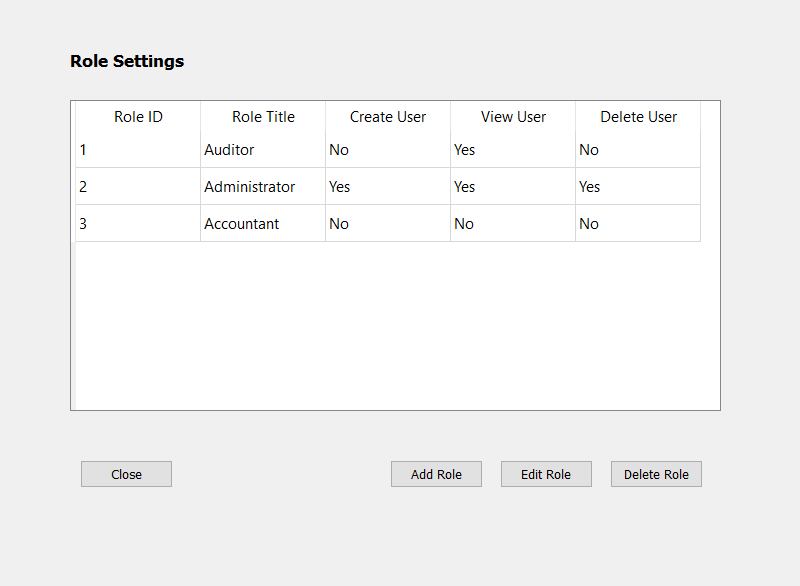 Role Settings
Role ID Role Title Create User View User Delete User
1 Auditor No Yes No
2 Administrator Yes Yes Yes
3 Accountant No No No
Close Add Role Edit Role Delete Role